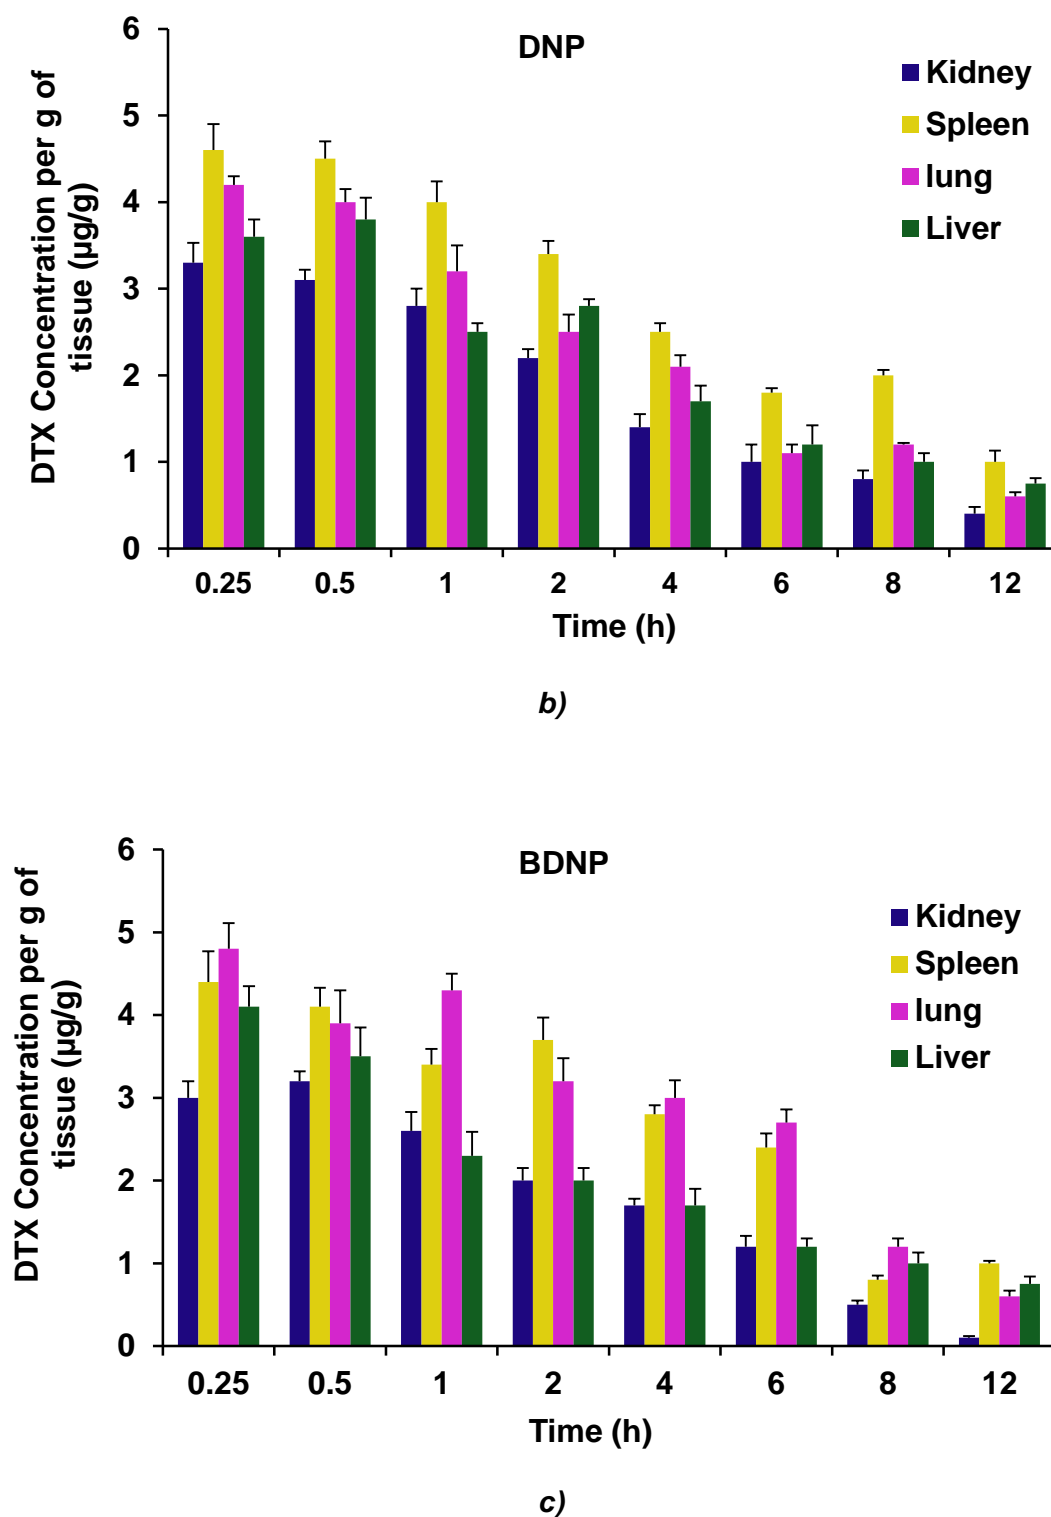 DNP
Kidney
Spleen
lung
Liver
DTX Concentration per g of
tissue (µg/g)
6
5
4
3
2
1
0
0.25 0.5 1 2 4 6 8 12
Time (h)
b)
BDNP
Kidney
Spleen
lung
Liver
DTX Concentration per g of
tissue (µg/g)
6
5
4
3
2
1
0
0.25 0.5 1 2 4 6 8 12
Time (h)
c)